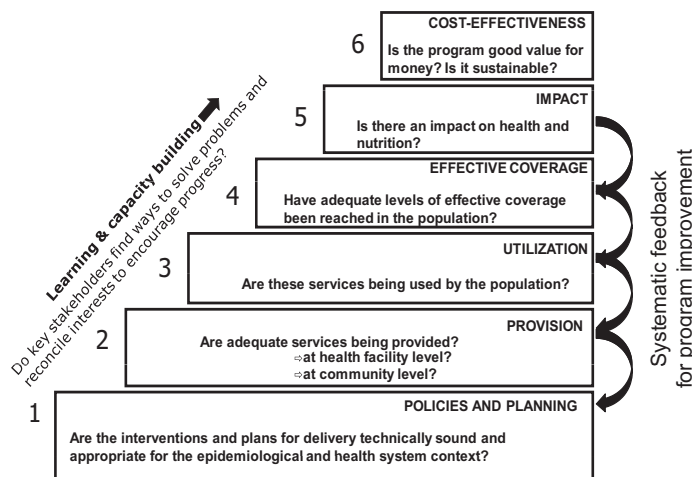 COST-EFFECTIVENESS
6
Is the program good value for
money? Is it sustainable?
IMPACT
5
Is there an impact on health and
nutrition?
EFFECTIVE COVERAGE
4
Have adequate levels of effective coverage
been reached in the population?
UTILIZATION
3
Are these services being used by the population?
PROVISION
2
Are adequate services being provided?
⇨at health facility level?
⇨at community level?
POLICIES AND PLANNING
1
Are the interventions and plans for delivery technically sound and
appropriate for the epidemiological and health system context?
Learning & capacity building
Do key stakeholders find ways to solve problems and
reconcile interests to encourage progress?
Systematic feedback
for program improvement